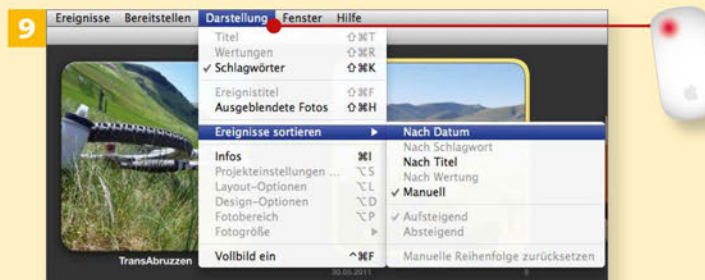 9
Ereignisse Bereitstellen Darstellung Fenster Hilfe
Titel ⇧⌘T
Wertungen ⇧⌘R
✓ Schlagwörter ⇧⌘K
Ereignistitel ⇧⌘F
Ausgeblendete Fotos ⇧⌘H
Ereignisse sortieren ▶
Nach Datum
Nach Schlagwort
Nach Titel
Nach Wertung
✓ Manuell
✓ Aufsteigend
Absteigend
Manuelle Reihenfolge zurücksetzen
Infos ⌘I
Projekteinstellungen ... ⌥S
Layout-Optionen ⌥L
Design-Optionen ⌥D
Fotobereich ⌥P
Fotogröße ▶
Vollbild ein ^⌘F
TransAbruzzen
30.05.2011 8